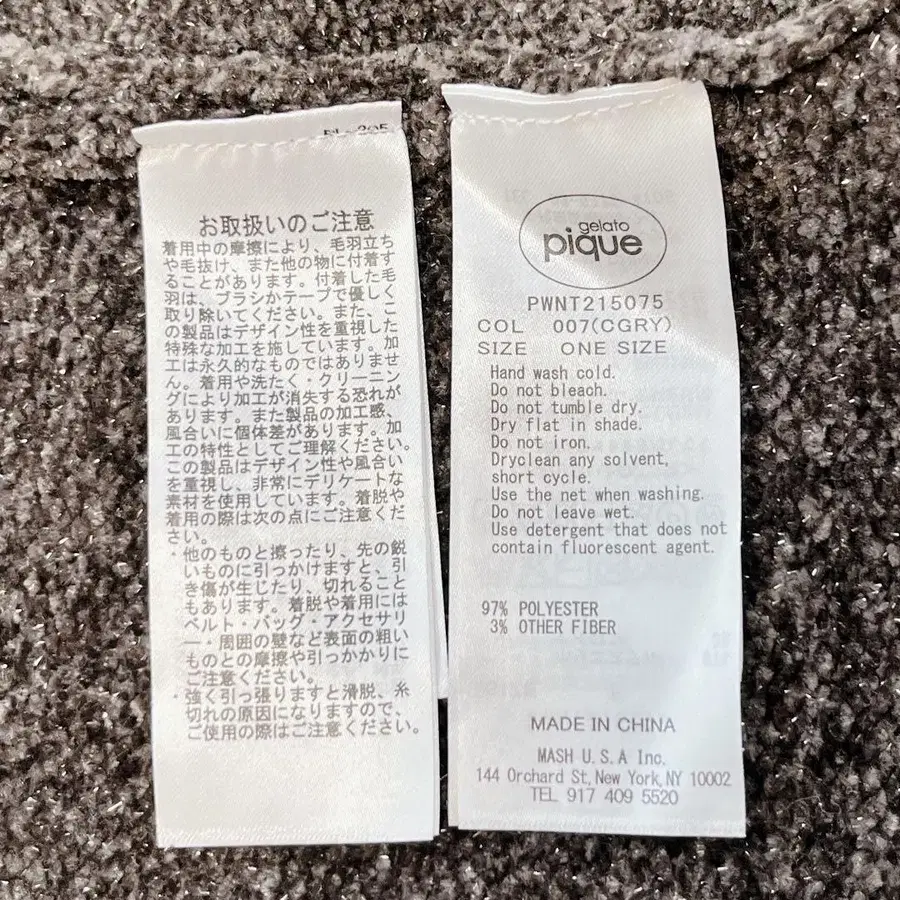 お取扱いのご注意
着用中の摩擦により、毛羽立ち
や毛抜け、また他の物に付着す
ることがあります。付着した毛
羽は、ブラシかテープで優しく
取り除いてください。また、こ
の製品はデザイン性を重視した
特殊な加工を施しています。加
工は永久的なものではありませ
ん。着用や洗たく・クリーニン
グにより加工が消失する恐れが
あります。また製品の加工感、
風合いに個体差があります。加
工の特性としてご理解ください。
この製品はデザイン性や風合い
を重視し、非常にデリケートな
素材を使用しています。着脱や
着用の際は次の点にご注意くだ
さい。
・他のものと擦ったり、先の鋭
いものに引っかけますと、引
き傷が生じたり、切れること
もあります。着脱や着用には
ベルト・バッグ・アクセサリ
ー・周囲の壁など表面の粗い
ものとの摩擦や引っかかりに
ご注意ください。
・強く引っ張りますと滑脱、糸
切れの原因になりますので、
ご使用の際はご注意ください。
gelato
pique
PWNT215075
COL 007(CGRY)
SIZE ONE SIZE
Hand wash cold.
Do not bleach.
Do not tumble dry.
Dry flat in shade.
Do not iron.
Dryclean any solvent,
short cycle.
Use the net when washing.
Do not leave wet.
Use detergent that does not
contain fluorescent agent.
97% POLYESTER
3% OTHER FIBER
MADE IN CHINA
MASH U.S.A Inc.
144 Orchard St, New York, NY 10002
TEL 917 409 5520